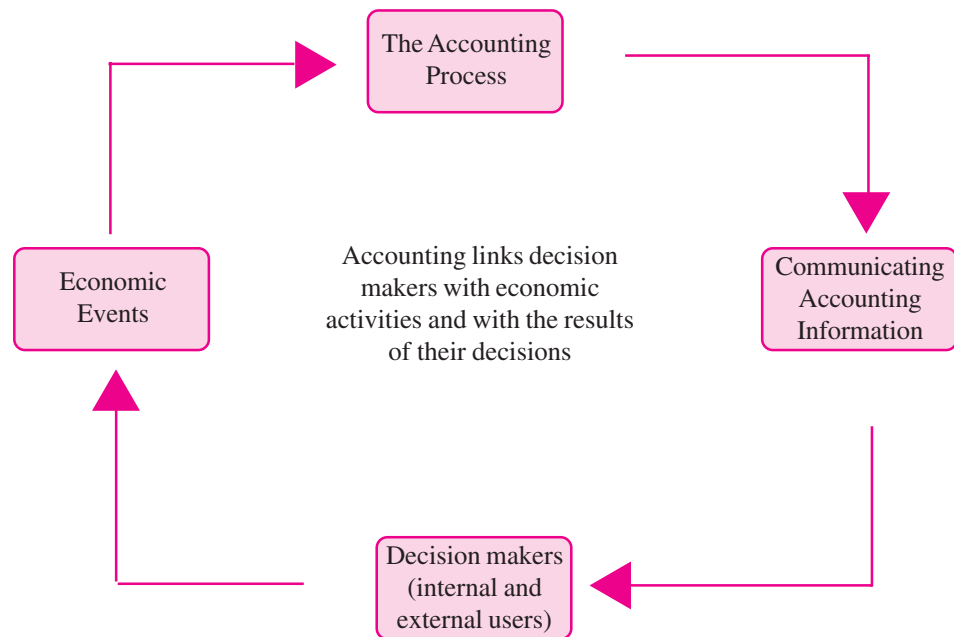 The Accounting
Process
Economic
Events
Accounting links decision
makers with economic
activities and with the results
of their decisions
Communicating
Accounting
Information
Decision makers
(internal and
external users)